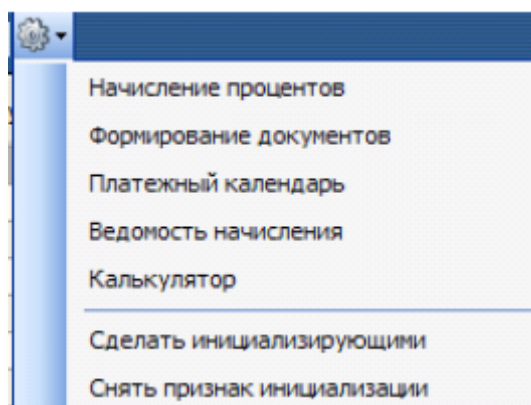 Начисление процентов
Формирование документов
Платежный календарь
Ведомость начисления
Калькулятор
Сделать инициализирующими
Снять признак инициализации